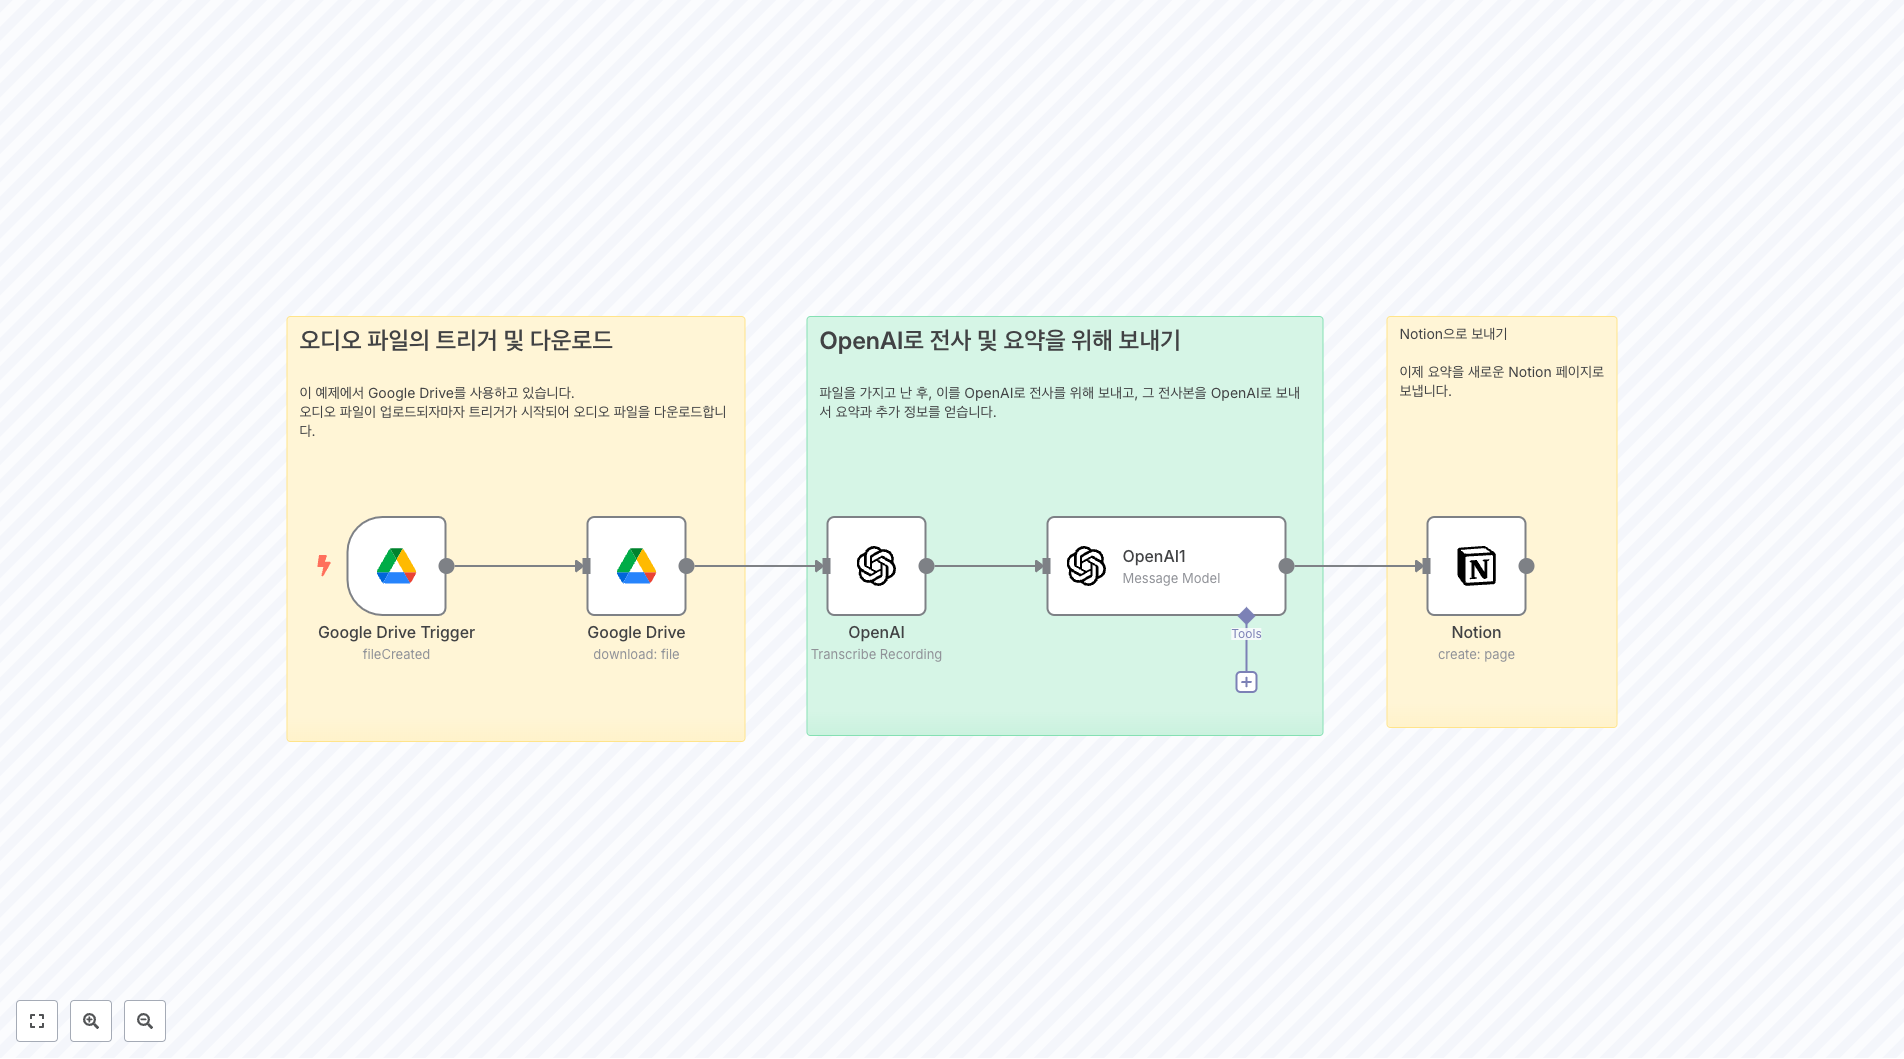 오디오 파일의 트리거 및 다운로드
이 예제에서 Google Drive를 사용하고 있습니다.
오디오 파일이 업로드되자마자 트리거가 시작되어 오디오 파일을 다운로드합니
다.
Google Drive Trigger
fileCreated
Google Drive
download: file
OpenAI로 전사 및 요약을 위해 보내기
파일을 가지고 난 후, 이를 OpenAI로 전사를 위해 보내고, 그 전사본을 OpenAI로 보내
서 요약과 추가 정보를 얻습니다.
OpenAI
Transcribe Recording
OpenAI1
Message Model
Tools
Notion으로 보내기
이제 요약을 새로운 Notion 페이지로
보냅니다.
N
Notion
create: page